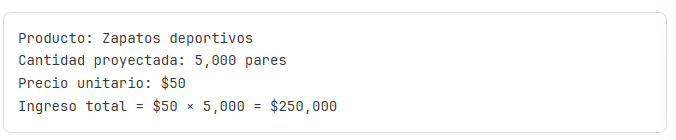 Producto: Zapatos deportivos
Cantidad proyectada: 5,000 pares
Precio unitario: $50
Ingreso total = $50 × 5,000 = $250,000